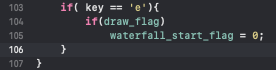 103 if( key == 'e'){
104 if(draw_flag)
105 waterfall_start_flag = 0;
106 }
107 }